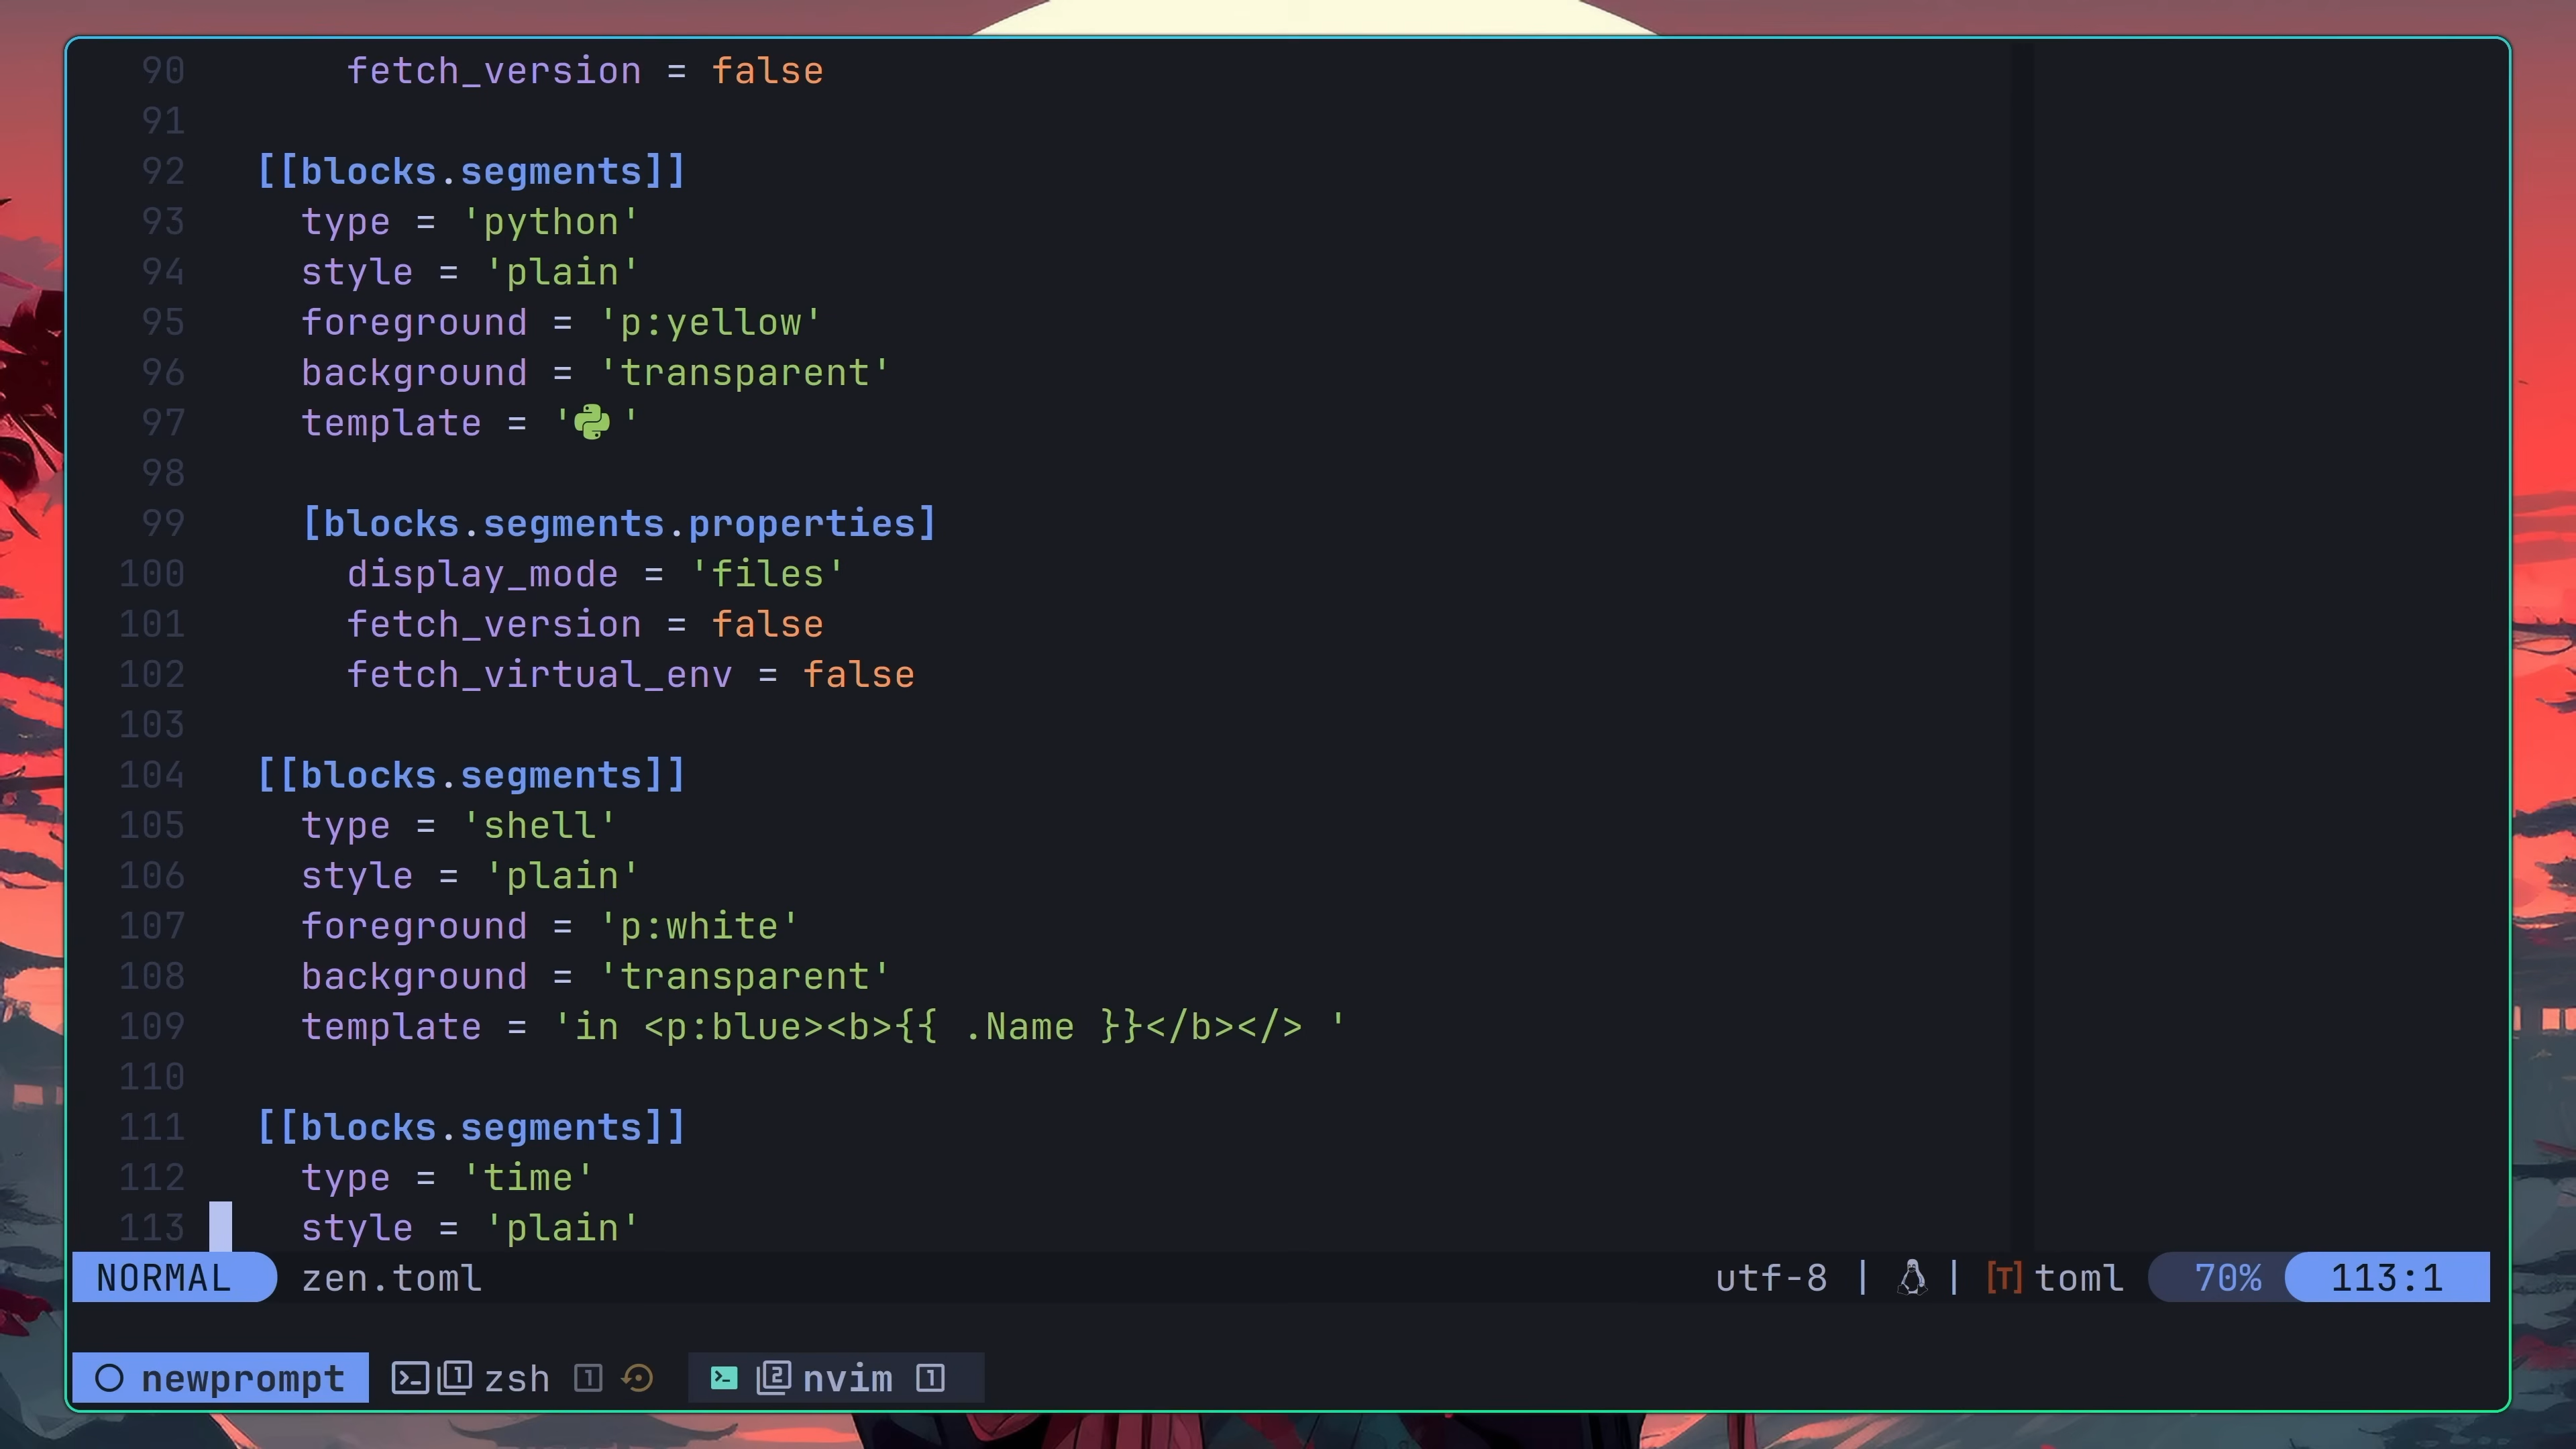 90 fetch_version = false
91
92 [[blocks.segments]]
93 type = 'python'
94 style = 'plain'
95 foreground = 'p:yellow'
96 background = 'transparent'
97 template = ' '
98
99 [blocks.segments.properties]
100 display_mode = 'files'
101 fetch_version = false
102 fetch_virtual_env = false
103
104 [[blocks.segments]]
105 type = 'shell'
106 style = 'plain'
107 foreground = 'p:white'
108 background = 'transparent'
109 template = 'in <p:blue><b>{{ .Name }}</b></> '
110
111 [[blocks.segments]]
112 type = 'time'
113 style = 'plain'
NORMAL zen.toml utf-8 | | [T] toml 70% 113:1
newprompt 1 zsh 1 2 nvim 1